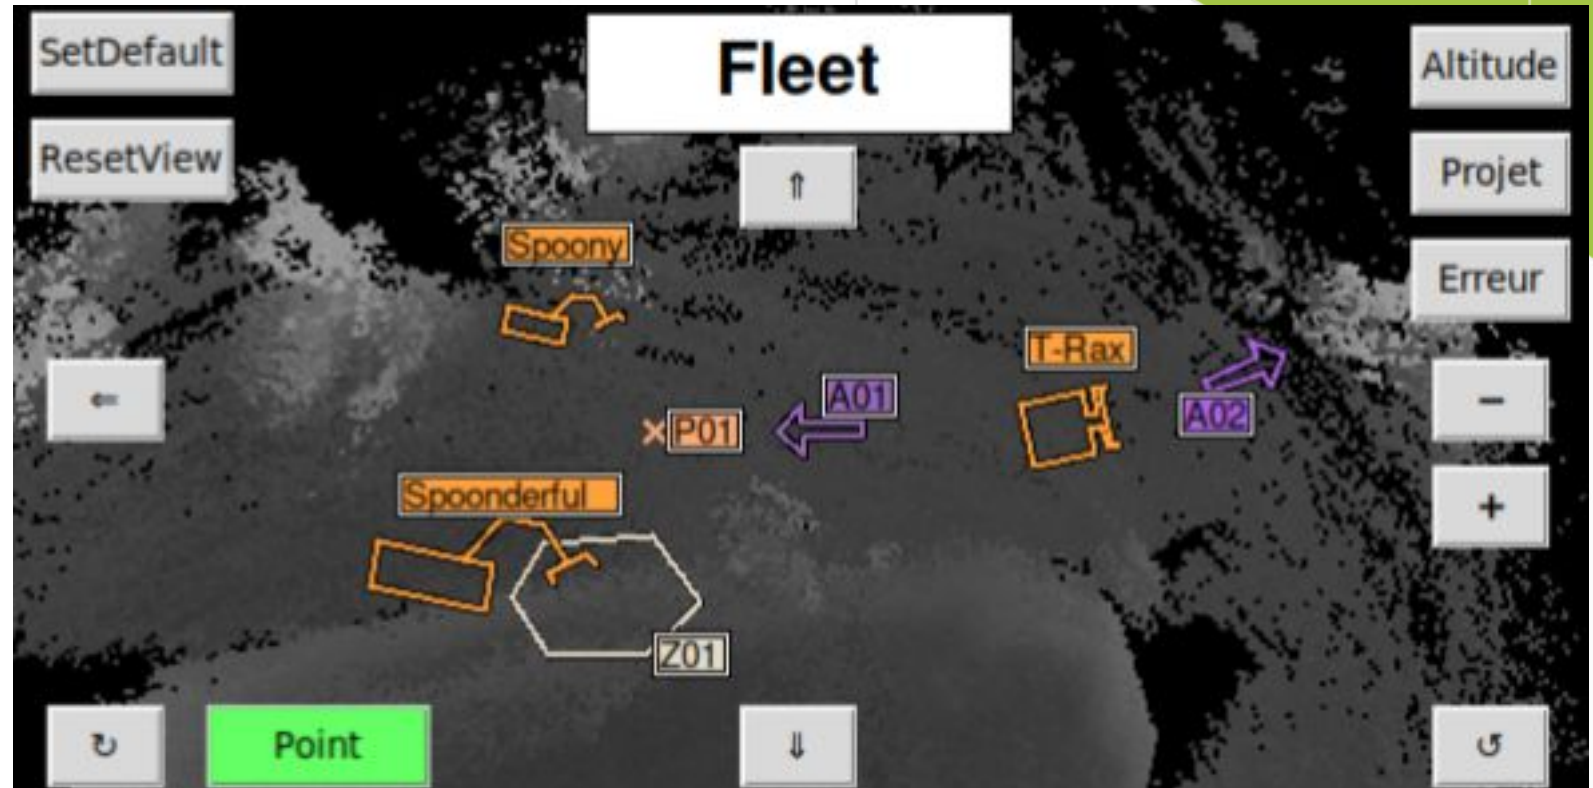 SetDefault
Fleet
Altitude
ResetView
⇑
Projet
Spoony
Erreur
T-Rax
⇐
A01
A02
−
P01
Spoonderful
+
Z01
↻
Point
⇓
↺